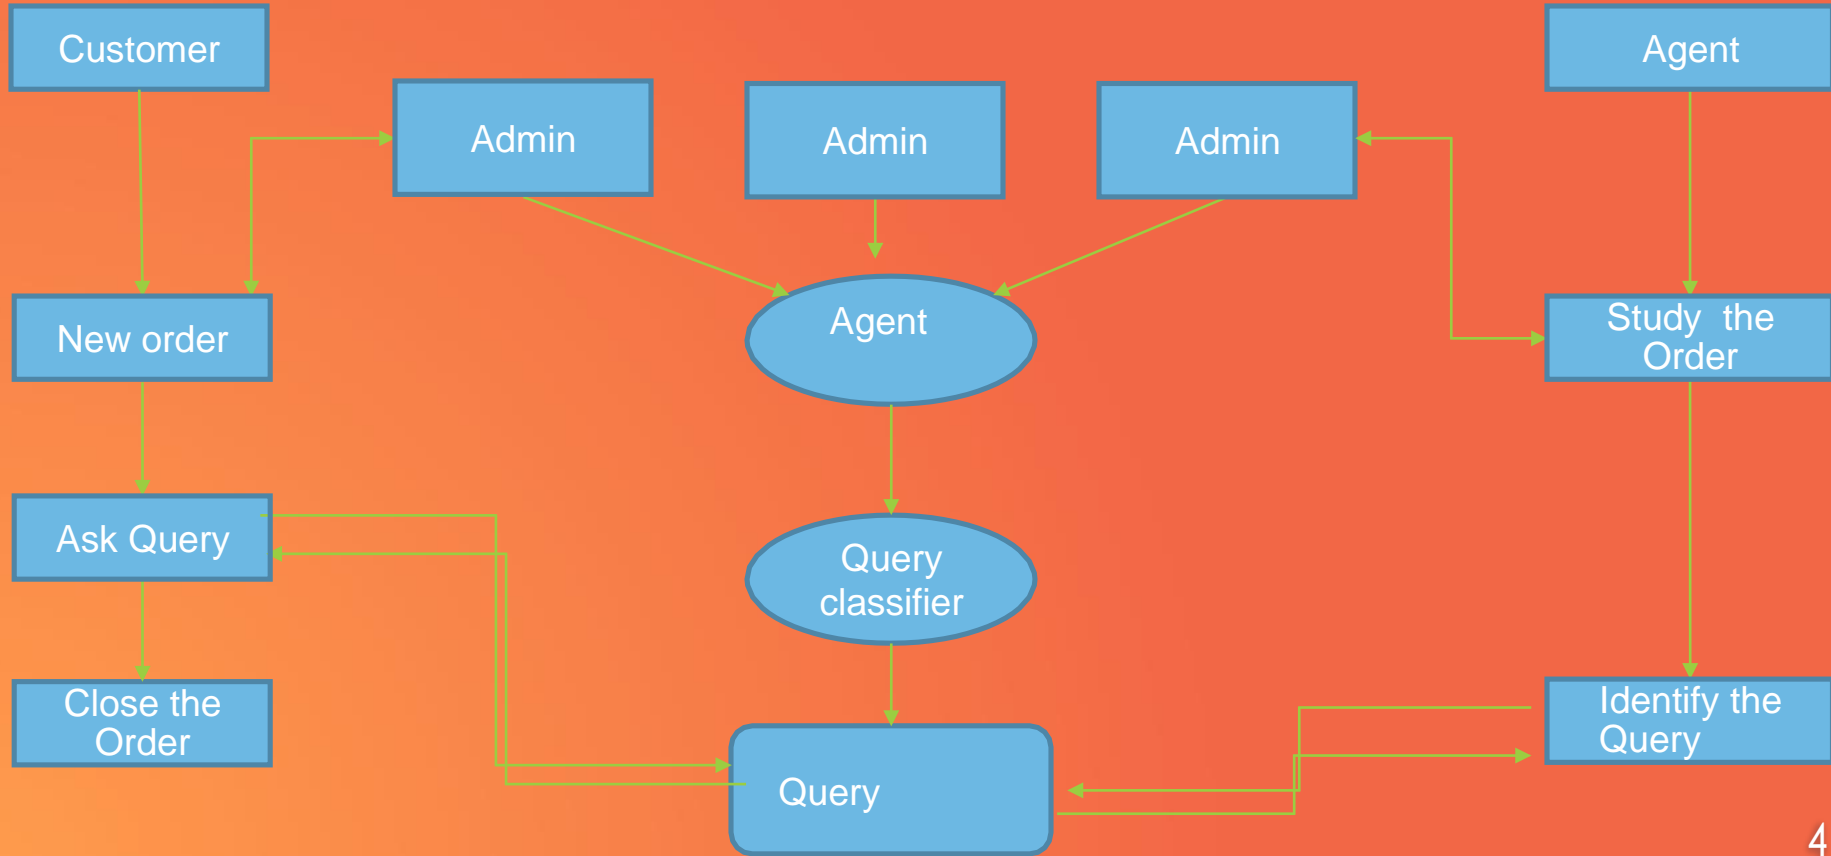 Customer
Agent
Admin
Admin
Admin
New order
Agent
Study the
Order
Ask Query
Query
classifier
Close the
Order
Identify the
Query
Query
4